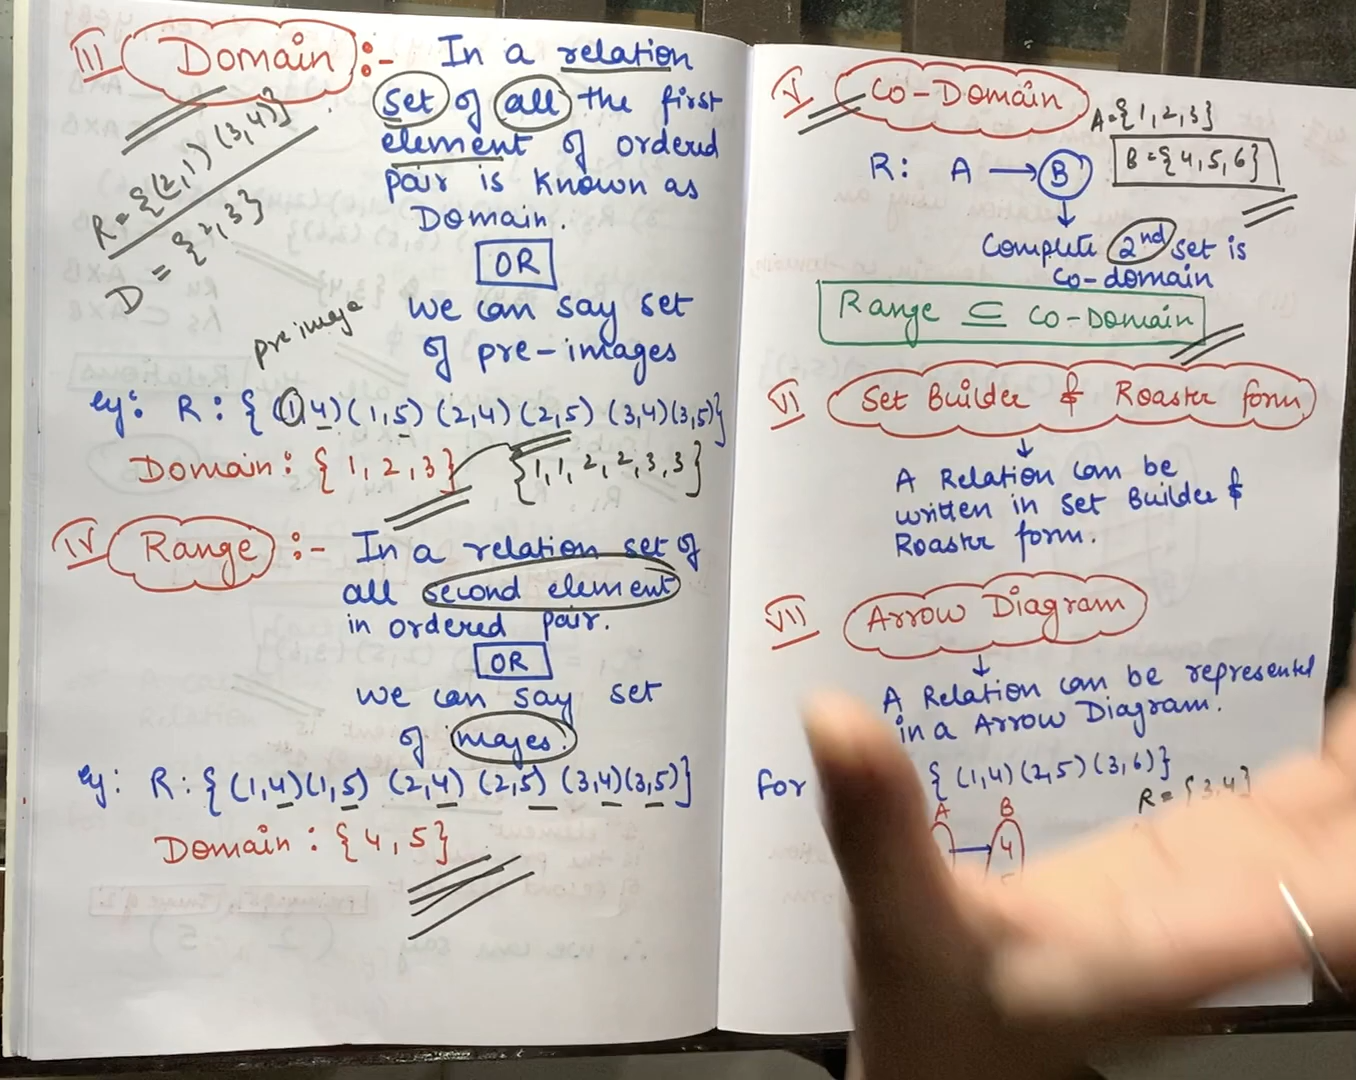 III Domain :- In a relation
set of all the first
element of ordered
pair is known as
Domain.
R = {(2,1) (3,4)}
D = {2,3}
OR
we can say set
of pre-images
preimage
eg: R : { (1,4) (1,5) (2,4) (2,5) (3,4) (3,5)}
Domain : {1, 2, 3} {1,1,2,2,3,3}
IV Range :- In a relation set of
all second element
in ordered pair.
OR
we can say set
of images.
eg: R : { (1,4) (1,5) (2,4) (2,5) (3,4) (3,5)}
Domain : {4, 5}
V Co-Domain
A={1,2,3}
R: A → B B={4,5,6}
Complete 2nd set is
Co-domain
Range ⊆ Co-Domain
VI Set Builder & Roaster form
A Relation can be
written in Set Builder &
Roaster form.
VII Arrow Diagram
A Relation can be represented
in a Arrow Diagram.
For { (1,4) (2,5) (3,6)}
R = {3,4}
A B
4